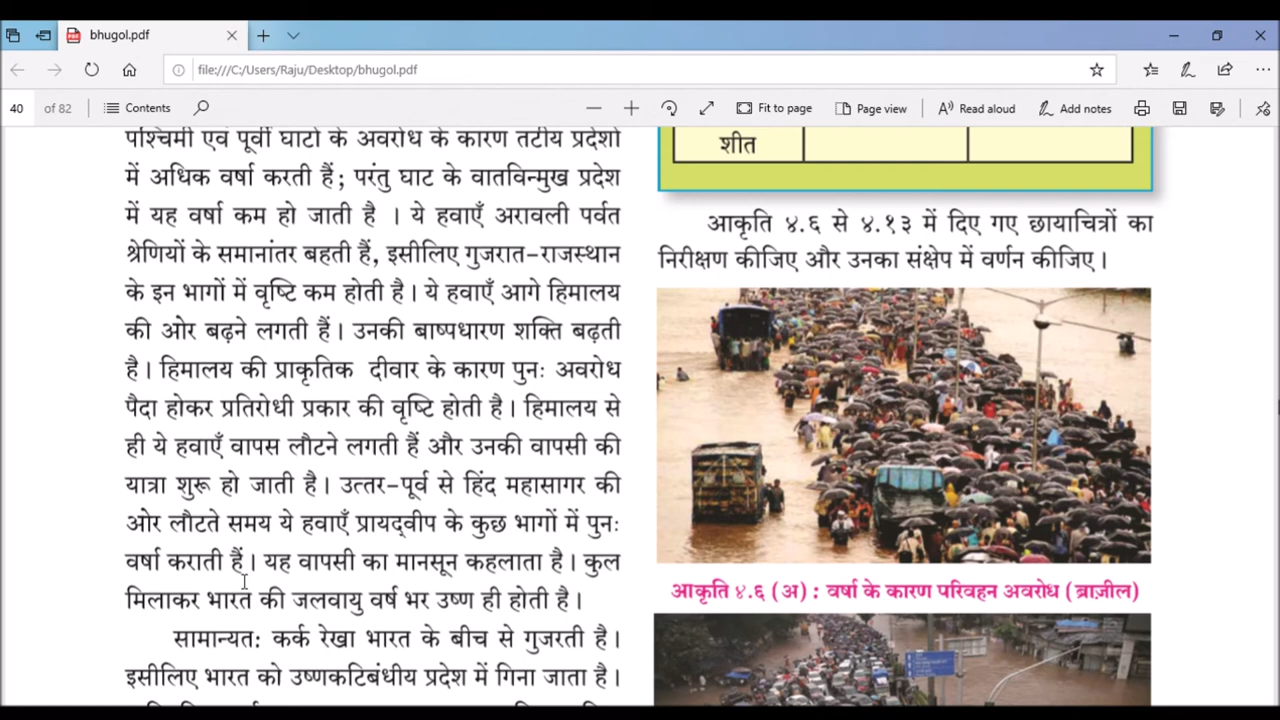 bhugol.pdf
file:///C:/Users/Raju/Desktop/bhugol.pdf
40 of 82 Contents Fit to page Page view Read aloud Add notes
पश्चिमी एवं पूर्वी घाटों के अवरोध के कारण तटीय प्रदेशों
में अधिक वर्षा करती हैं; परंतु घाट के वातविन्मुख प्रदेश
में यह वर्षा कम हो जाती है । ये हवाएँ अरावली पर्वत
श्रेणियों के समानांतर बहती हैं, इसीलिए गुजरात-राजस्थान
के इन भागों में वृष्टि कम होती है। ये हवाएँ आगे हिमालय
की ओर बढ़ने लगती हैं। उनकी बाष्पधारण शक्ति बढ़ती
है। हिमालय की प्राकृतिक दीवार के कारण पुनः अवरोध
पैदा होकर प्रतिरोधी प्रकार की वृष्टि होती है। हिमालय से
ही ये हवाएँ वापस लौटने लगती हैं और उनकी वापसी की
यात्रा शुरू हो जाती है। उत्तर-पूर्व से हिंद महासागर की
ओर लौटते समय ये हवाएँ प्रायद्वीप के कुछ भागों में पुनः
वर्षा कराती हैं। यह वापसी का मानसून कहलाता है। कुल
मिलाकर भारत की जलवायु वर्ष भर उष्ण ही होती है।
सामान्यतः कर्क रेखा भारत के बीच से गुजरती है।
इसीलिए भारत को उष्णकटिबंधीय प्रदेश में गिना जाता है।
शीत
आकृति ४.६ से ४.१३ में दिए गए छायाचित्रों का
निरीक्षण कीजिए और उनका संक्षेप में वर्णन कीजिए।
आकृति ४.६ (अ) : वर्षा के कारण परिवहन अवरोध (ब्राज़ील)